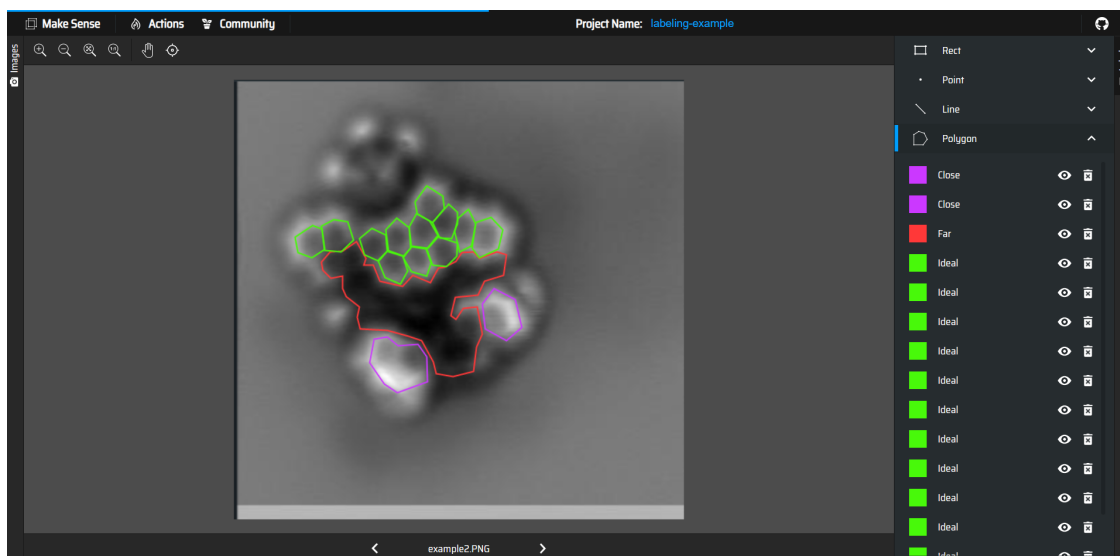 Make Sense Actions Community Project Name: labeling-example
Images
Rect
Point
Line
Polygon
Close
Close
Far
Ideal
Ideal
Ideal
Ideal
Ideal
Ideal
Ideal
Ideal
Ideal
Ideal
Ideal
example2.PNG